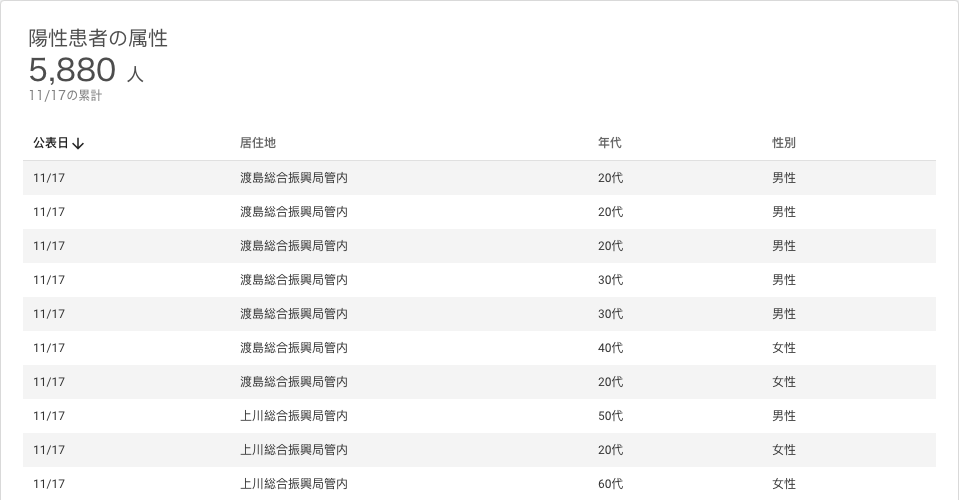 陽性患者の属性
5,880 人
11/17の累計
公表日↓ 居住地 年代 性別
11/17 渡島総合振興局管内 20代 男性
11/17 渡島総合振興局管内 20代 男性
11/17 渡島総合振興局管内 20代 男性
11/17 渡島総合振興局管内 30代 男性
11/17 渡島総合振興局管内 30代 男性
11/17 渡島総合振興局管内 40代 女性
11/17 渡島総合振興局管内 20代 女性
11/17 上川総合振興局管内 50代 男性
11/17 上川総合振興局管内 20代 女性
11/17 上川総合振興局管内 60代 女性